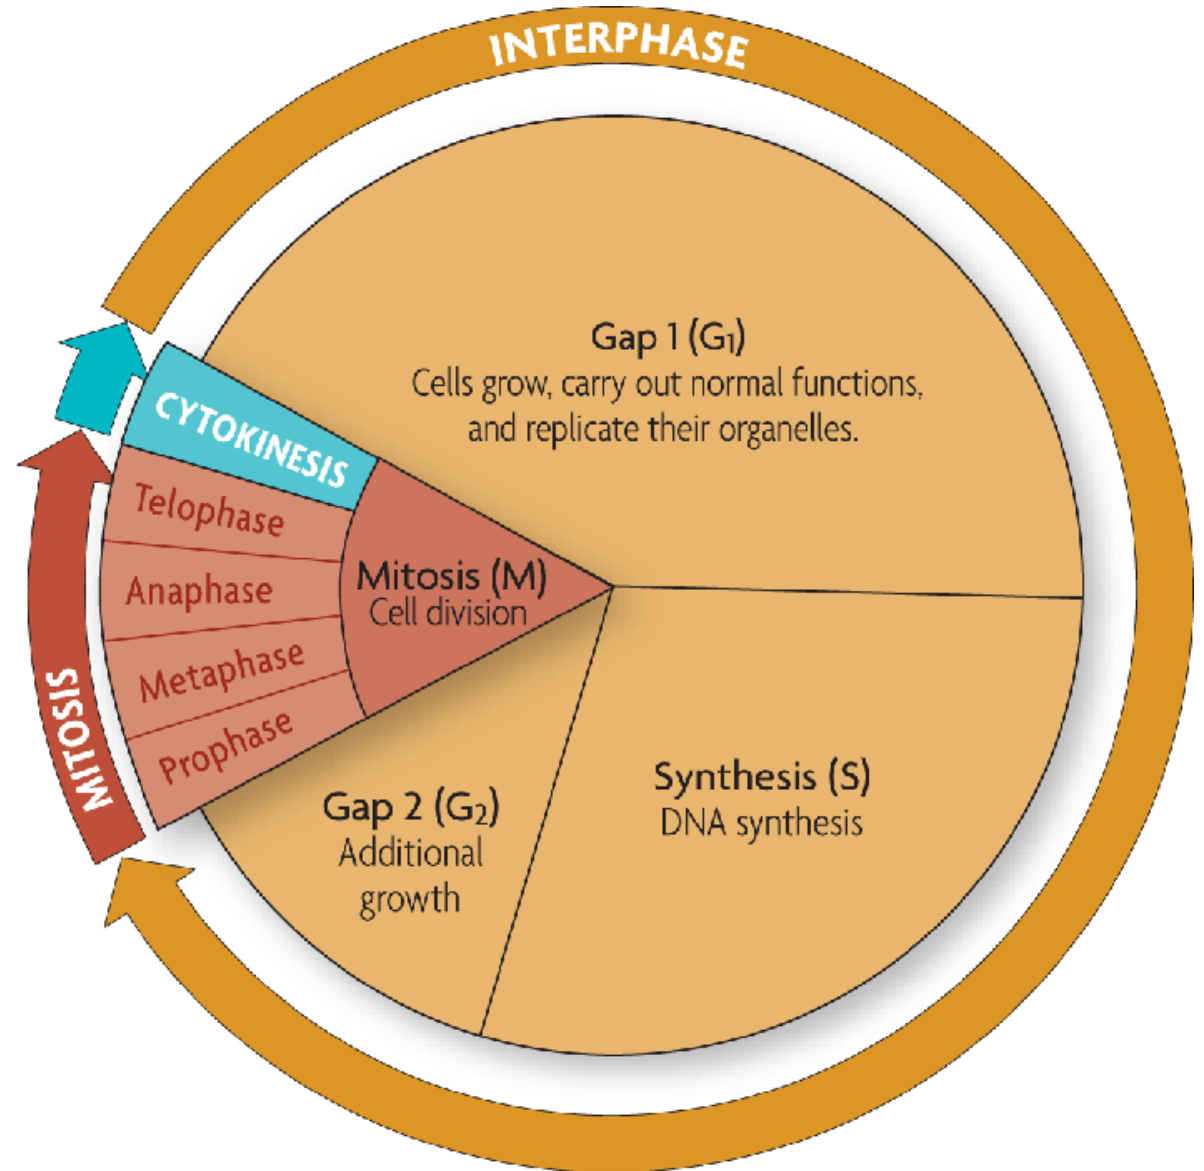 INTERPHASE
Gap 1 (G₁)
Cells grow, carry out normal functions,
and replicate their organelles.
CYTOKINESIS
Telophase
Anaphase
Metaphase
Prophase
Mitosis (M)
Cell division
MITOSIS
Gap 2 (G₂)
Additional
growth
Synthesis (S)
DNA synthesis